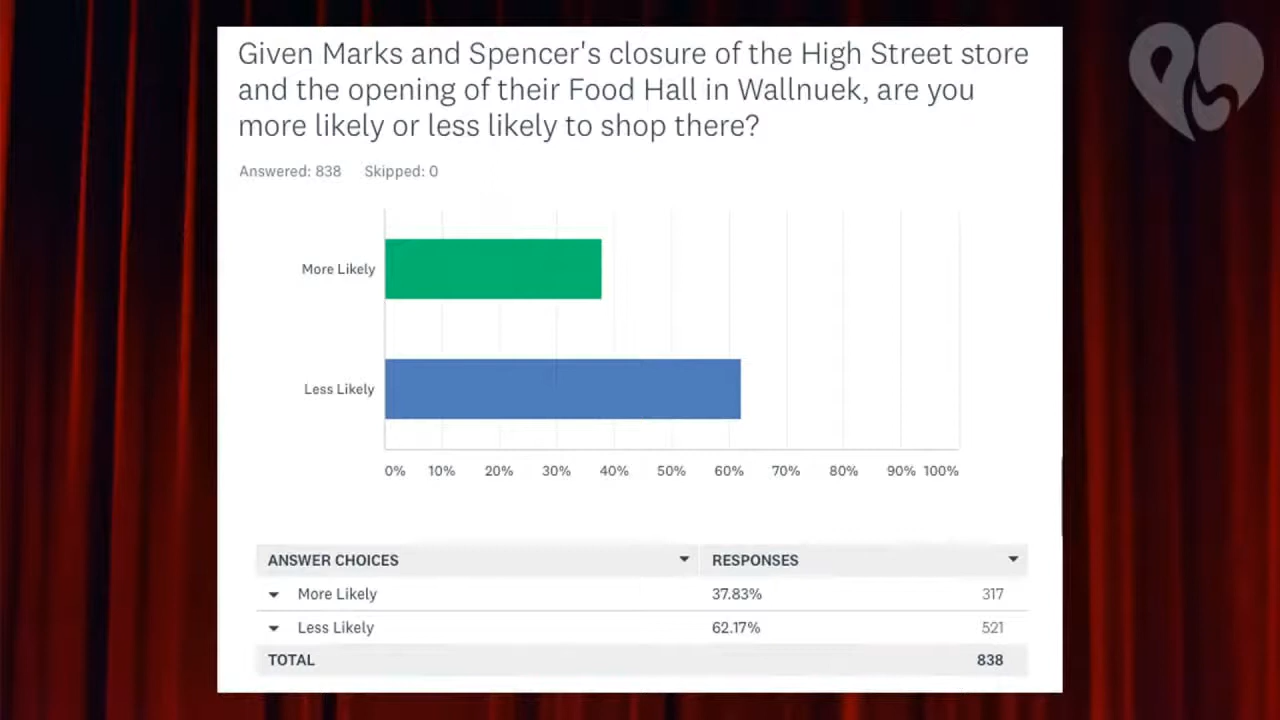 Given Marks and Spencer's closure of the High Street store
and the opening of their Food Hall in Wallnuek, are you
more likely or less likely to shop there?
Answered: 838 Skipped: 0
More Likely
Less Likely
0% 10% 20% 30% 40% 50% 60% 70% 80% 90% 100%
ANSWER CHOICES RESPONSES
More Likely 37.83% 317
Less Likely 62.17% 521
TOTAL 838